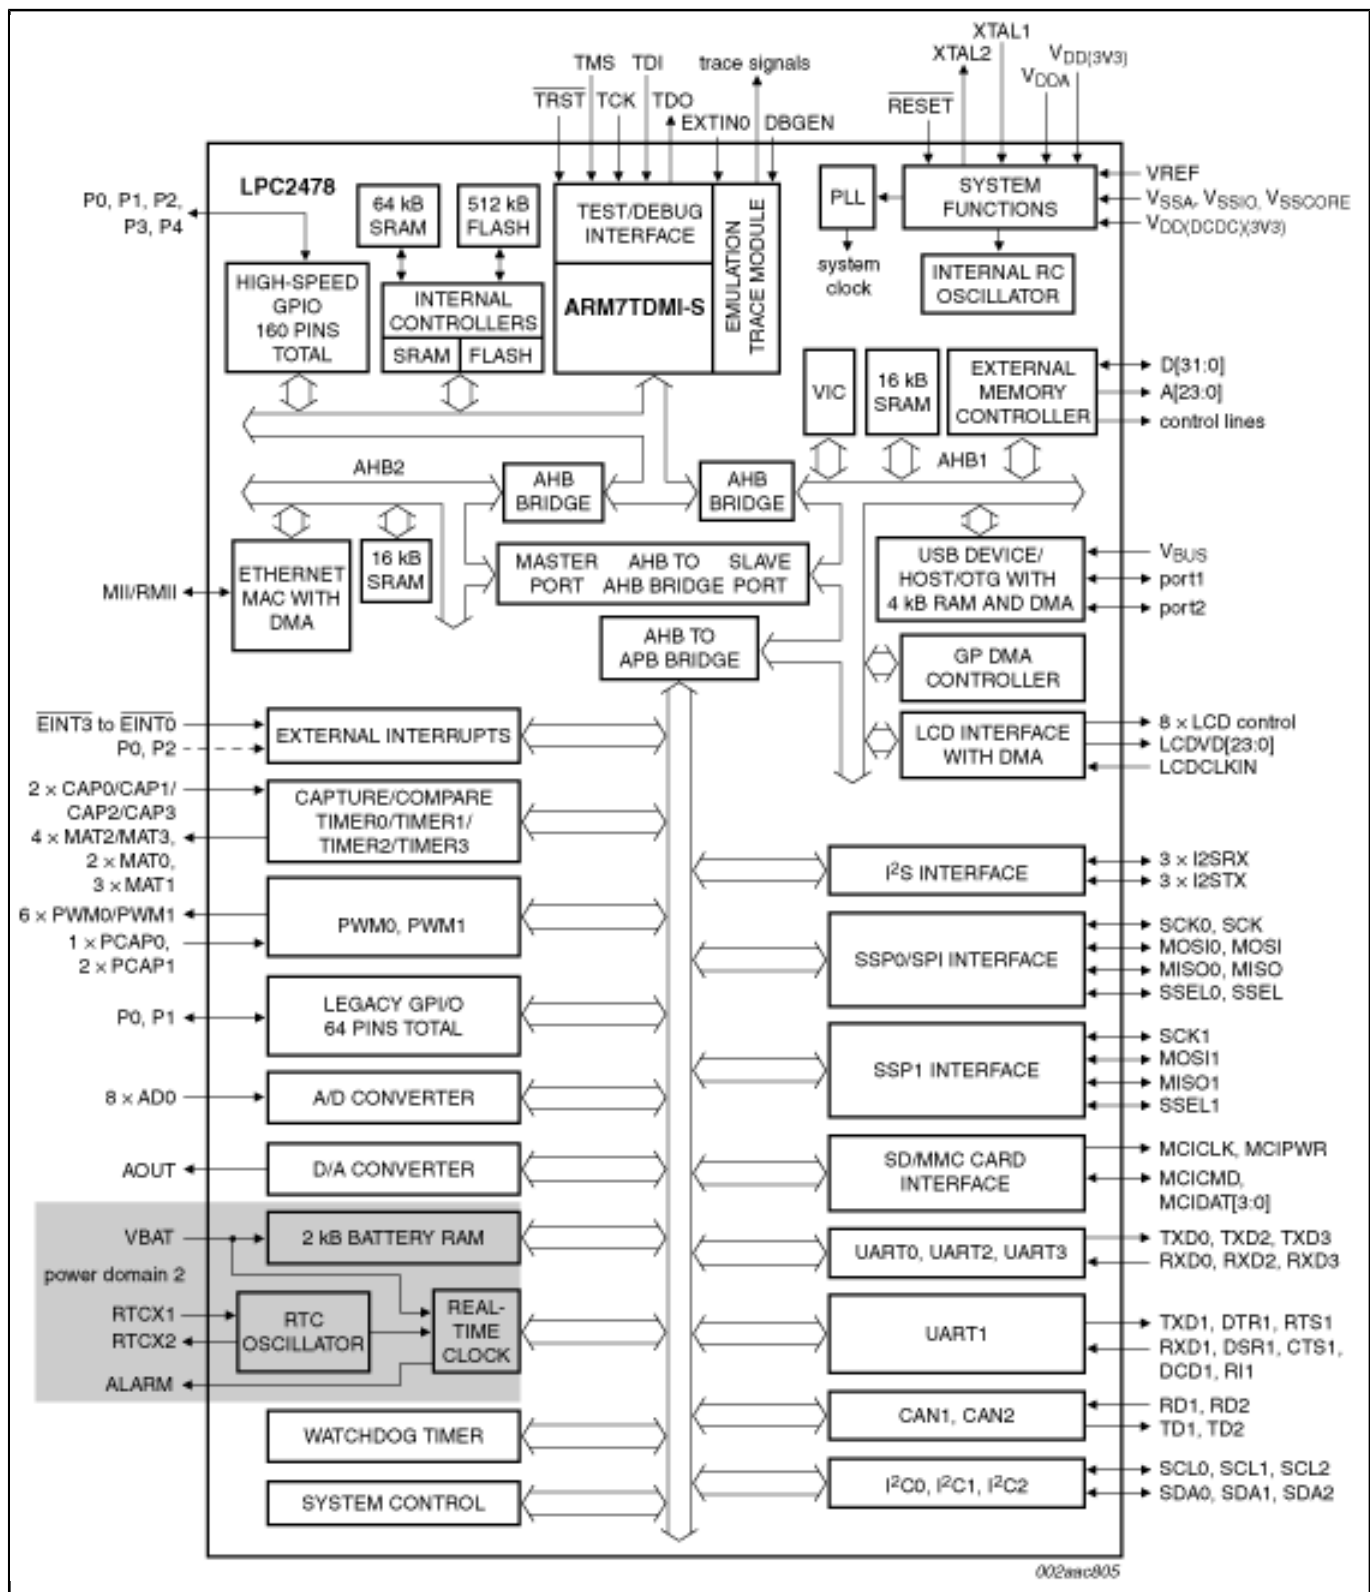 XTAL1
XTAL2
VDD(3V3)
TMS TDI
trace signals
VDDA
TRST TCK TDO
RESET
EXTIN0 DBGEN
LPC2478
P0, P1, P2,
P3, P4
64 kB
SRAM
512 kB
FLASH
TEST/DEBUG
INTERFACE
EMULATION
TRACE MODULE
PLL
SYSTEM
FUNCTIONS
VREF
VSSA, VSSIO, VSSCORE
VDD(DCDC)(3V3)
system
clock
HIGH-SPEED
GPIO
160 PINS
TOTAL
INTERNAL
CONTROLLERS
SRAM FLASH
ARM7TDMI-S
INTERNAL RC
OSCILLATOR
VIC
16 kB
SRAM
EXTERNAL
MEMORY
CONTROLLER
D[31:0]
A[23:0]
control lines
AHB2
AHB
BRIDGE
AHB
BRIDGE
AHB1
ETHERNET
MAC WITH
DMA
MII/RMII
16 kB
SRAM
MASTER AHB TO SLAVE
PORT AHB BRIDGE PORT
USB DEVICE/
HOST/OTG WITH
4 kB RAM AND DMA
VBUS
port1
port2
AHB TO
APB BRIDGE
GP DMA
CONTROLLER
LCD INTERFACE
WITH DMA
8 × LCD control
LCDVD[23:0]
LCDCLKIN
EINT3 to EINT0
P0, P2
EXTERNAL INTERRUPTS
2 × CAP0/CAP1/
CAP2/CAP3
4 × MAT2/MAT3,
2 × MAT0,
3 × MAT1
CAPTURE/COMPARE
TIMER0/TIMER1/
TIMER2/TIMER3
I2S INTERFACE
3 × I2SRX
3 × I2STX
6 × PWM0/PWM1
1 × PCAP0,
2 × PCAP1
PWM0, PWM1
SSP0/SPI INTERFACE
SCK0, SCK
MOSI0, MOSI
MISO0, MISO
SSEL0, SSEL
P0, P1
LEGACY GPI/O
64 PINS TOTAL
SSP1 INTERFACE
SCK1
MOSI1
MISO1
SSEL1
8 × AD0
A/D CONVERTER
AOUT
D/A CONVERTER
SD/MMC CARD
INTERFACE
MCICLK, MCIPWR
MCICMD,
MCIDAT[3:0]
VBAT
2 kB BATTERY RAM
power domain 2
UART0, UART2, UART3
TXD0, TXD2, TXD3
RXD0, RXD2, RXD3
RTCX1
RTCX2
RTC
OSCILLATOR
REAL-
TIME
CLOCK
ALARM
UART1
TXD1, DTR1, RTS1
RXD1, DSR1, CTS1,
DCD1, RI1
WATCHDOG TIMER
CAN1, CAN2
RD1, RD2
TD1, TD2
SYSTEM CONTROL
I2C0, I2C1, I2C2
SCL0, SCL1, SCL2
SDA0, SDA1, SDA2
002aac805